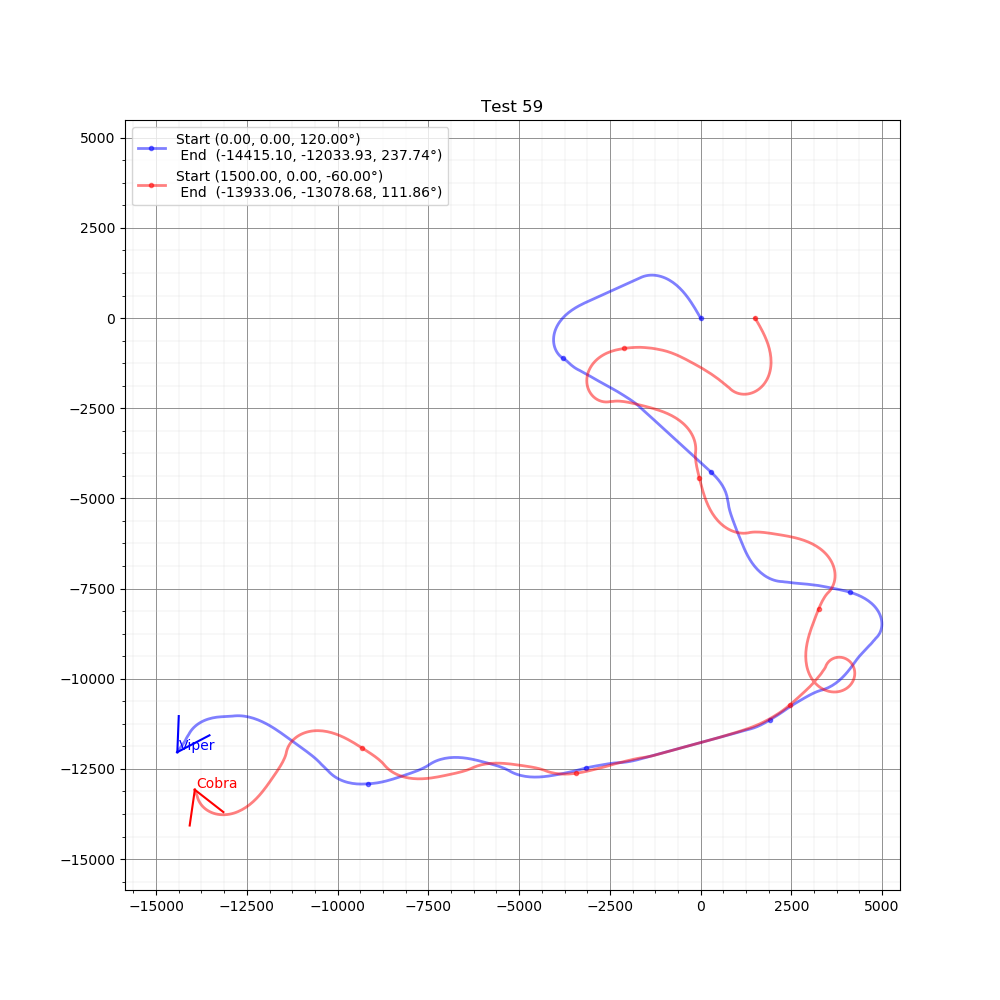 Test 59
Start (0.00, 0.00, 120.00°)
End (-14415.10, -12033.93, 237.74°)
Start (1500.00, 0.00, -60.00°)
End (-13933.06, -13078.68, 111.86°)
5000
2500
0
−2500
−5000
−7500
−10000
−12500
−15000
Viper
Cobra
−15000 −12500 −10000 −7500 −5000 −2500 0 2500 5000